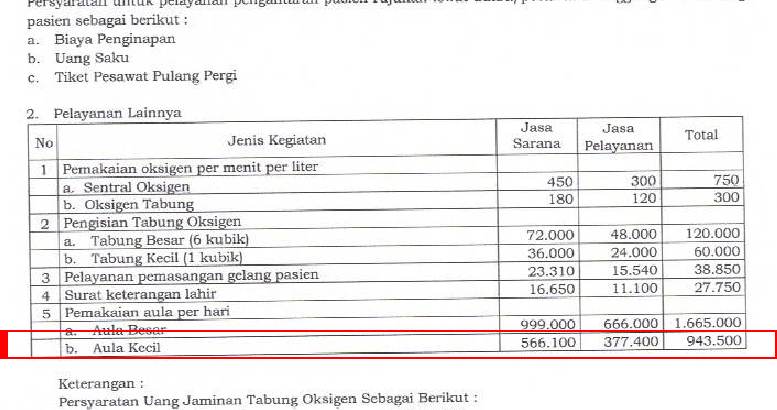 pasien sebagai berikut :
a. Biaya Penginapan
b. Uang Saku
c. Tiket Pesawat Pulang Pergi
2. Pelayanan Lainnya
No Jenis Kegiatan Jasa Sarana Jasa Pelayanan Total
1 Pemakaian oksigen per menit per liter
a. Sentral Oksigen 450 300 750
b. Oksigen Tabung 180 120 300
2 Pengisian Tabung Oksigen
a. Tabung Besar (6 kubik) 72.000 48.000 120.000
b. Tabung Kecil (1 kubik) 36.000 24.000 60.000
3 Pelayanan pemasangan gelang pasien 23.310 15.540 38.850
4 Surat keterangan lahir 16.650 11.100 27.750
5 Pemakaian aula per hari
a. Aula Besar 999.000 666.000 1.665.000
b. Aula Kecil 566.100 377.400 943.500
Keterangan :
Persyaratan Uang Jaminan Tabung Oksigen Sebagai Berikut :